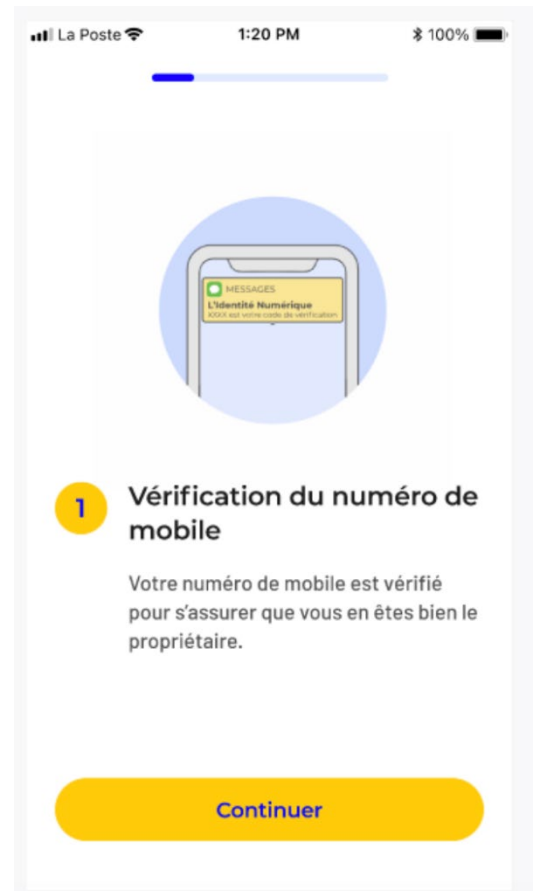 La Poste 1:20 PM 100%
MESSAGES
L'Identité Numérique
XXXX est votre code de vérification
1
Vérification du numéro de
mobile
Votre numéro de mobile est vérifié
pour s'assurer que vous en êtes bien le
propriétaire.
Continuer